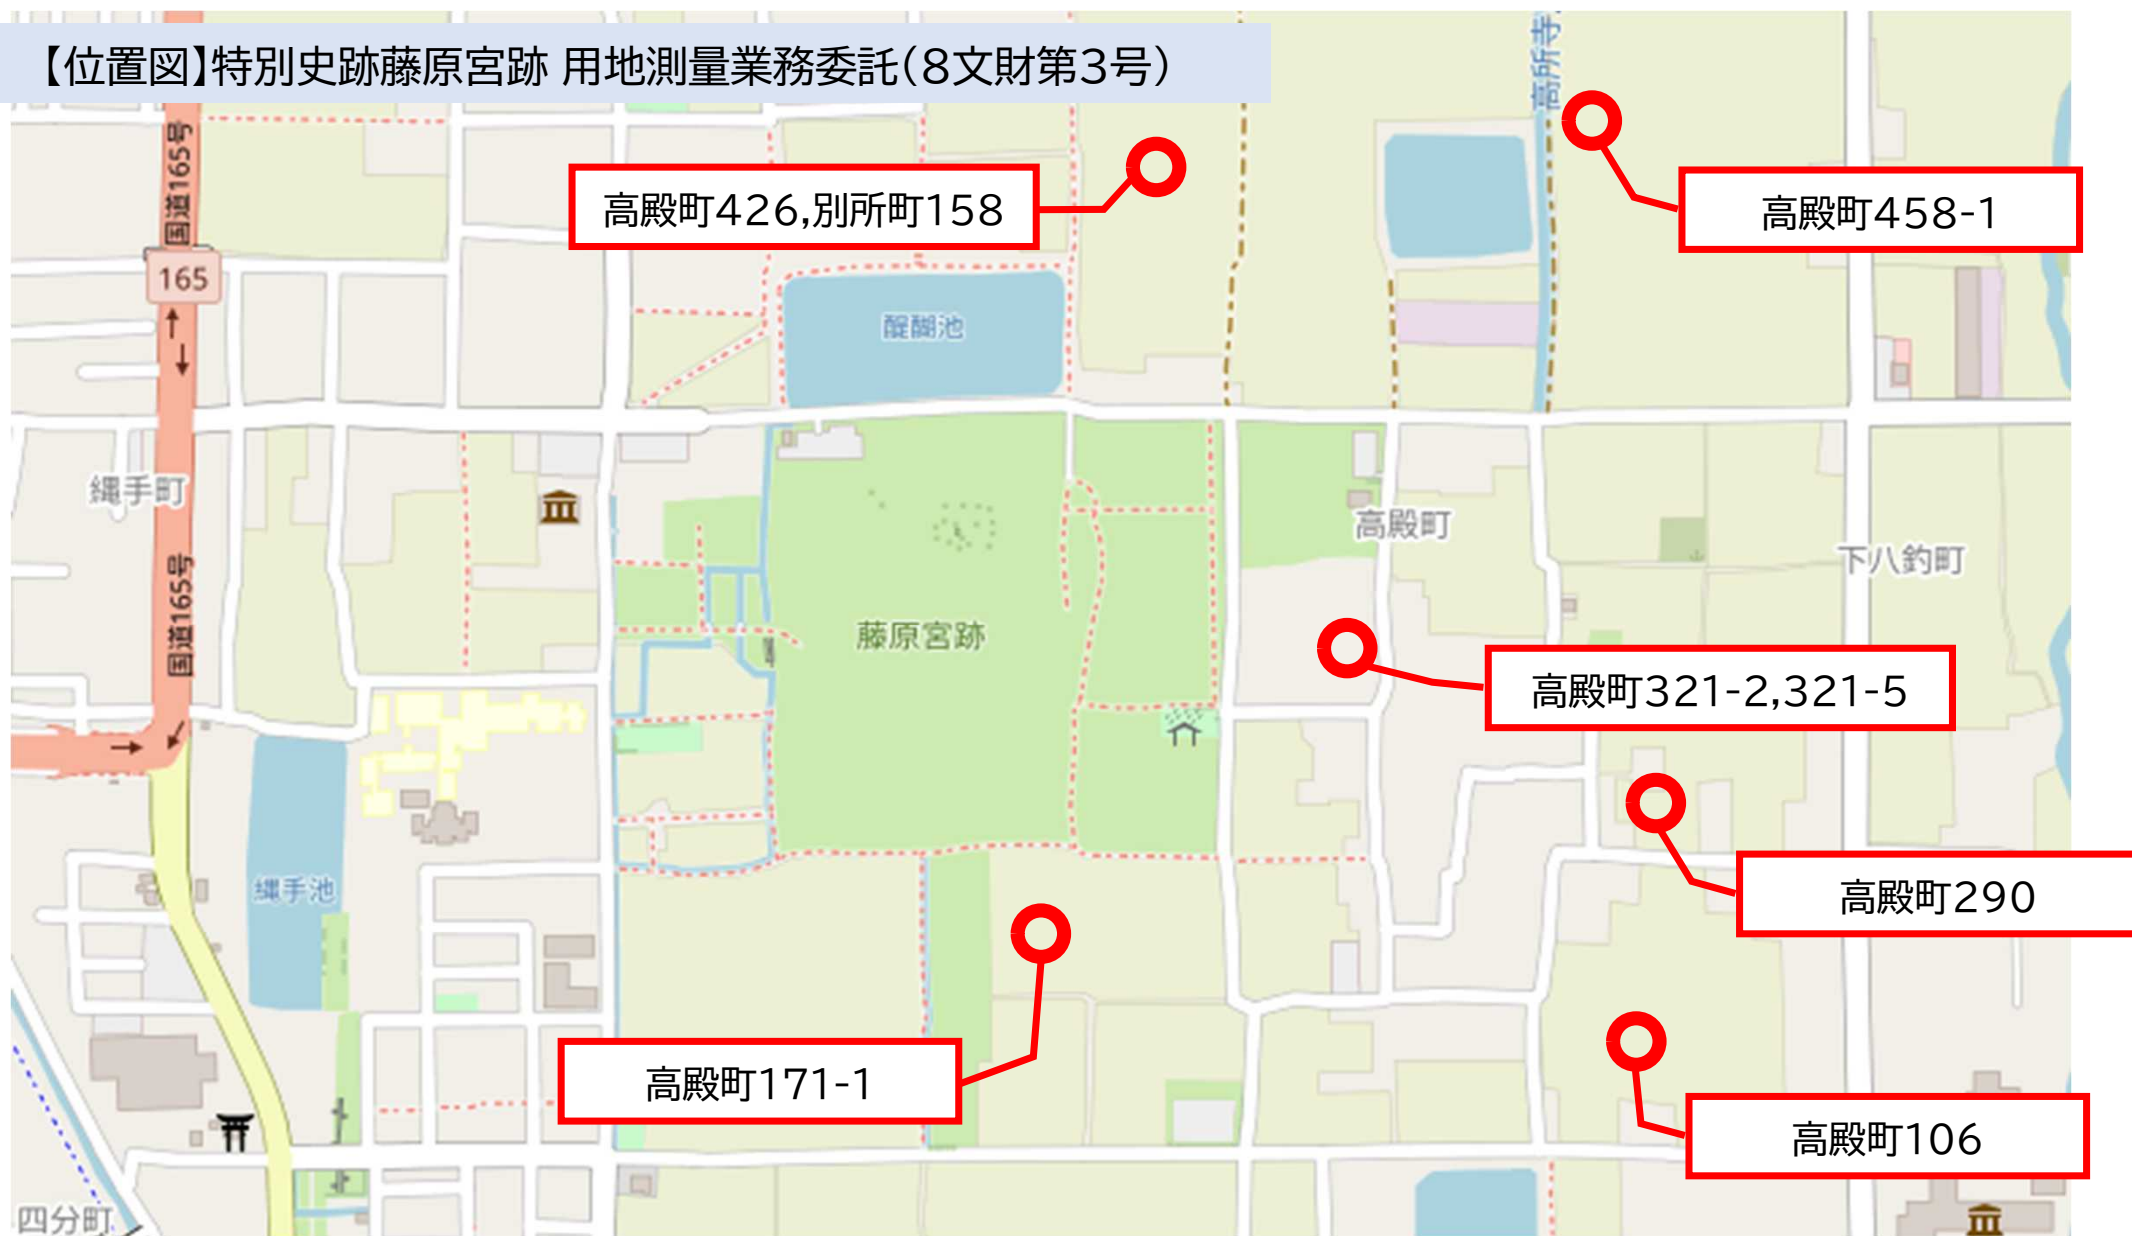 【位置図】特別史跡藤原宮跡 用地測量業務委託(8文財第3号)
高所寺
国道165号
高殿町426,別所町158
高殿町458-1
165
醍醐池
縄手町
高殿町
下八釣町
国道165号
藤原宮跡
高殿町321-2,321-5
縄手池
高殿町290
高殿町171-1
高殿町106
四分町